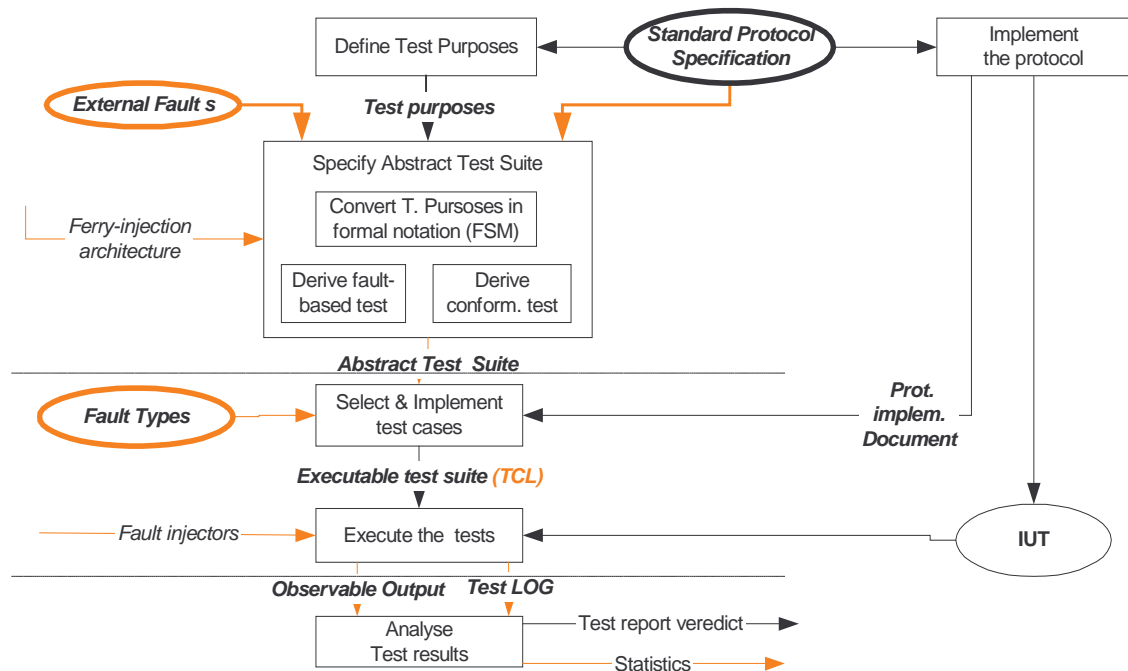 Define Test Purposes
Standard Protocol
Specification
Implement
the protocol
External Fault s
Test purposes
Specify Abstract Test Suite
Convert T. Pursoses in
formal notation (FSM)
Ferry-injection
architecture
Derive fault-
based test
Derive
conform. test
Abstract Test Suite
Fault Types
Select & Implement
test cases
Prot.
implem.
Document
Executable test suite (TCL)
Fault injectors
Execute the tests
IUT
Observable Output
Test LOG
Analyse
Test results
Test report veredict
Statistics